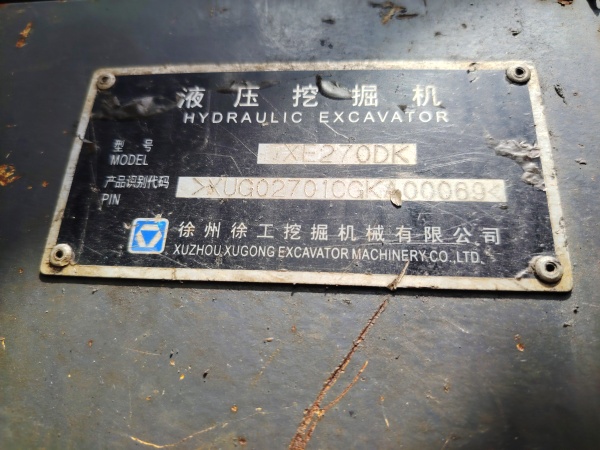 液压挖掘机
HYDRAULIC EXCAVATOR
型号 XE270DK
MODEL
产品识别代码 >XUG02701CGKA00069<
PIN
徐州徐工挖掘机械有限公司
XUZHOU XUGONG EXCAVATOR MACHINERY CO.,LTD.